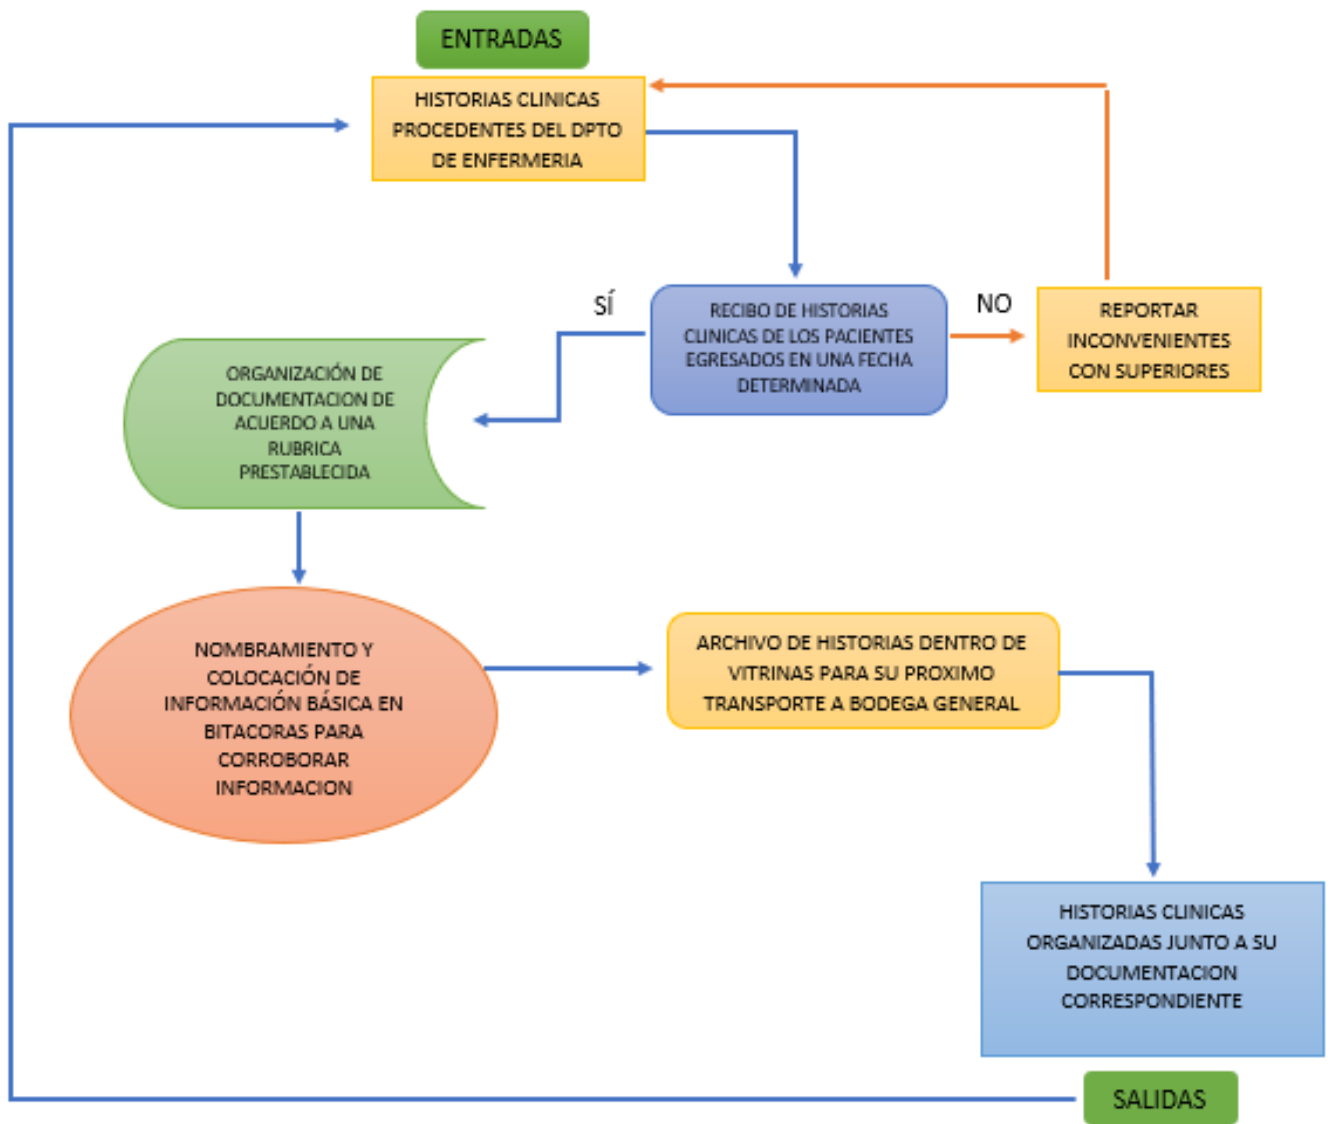 ENTRADAS
HISTORIAS CLINICAS
PROCEDENTES DEL DPTO
DE ENFERMERIA
SÍ
RECIBO DE HISTORIAS
CLINICAS DE LOS PACIENTES
EGRESADOS EN UNA FECHA
DETERMINADA
NO
REPORTAR
INCONVENIENTES
CON SUPERIORES
ORGANIZACIÓN DE
DOCUMENTACION DE
ACUERDO A UNA
RUBRICA
PRESTABLECIDA
NOMBRAMIENTO Y
COLOCACIÓN DE
INFORMACIÓN BÁSICA EN
BITACORAS PARA
CORROBORAR
INFORMACION
ARCHIVO DE HISTORIAS DENTRO DE
VITRINAS PARA SU PROXIMO
TRANSPORTE A BODEGA GENERAL
HISTORIAS CLINICAS
ORGANIZADAS JUNTO A SU
DOCUMENTACION
CORRESPONDIENTE
SALIDAS